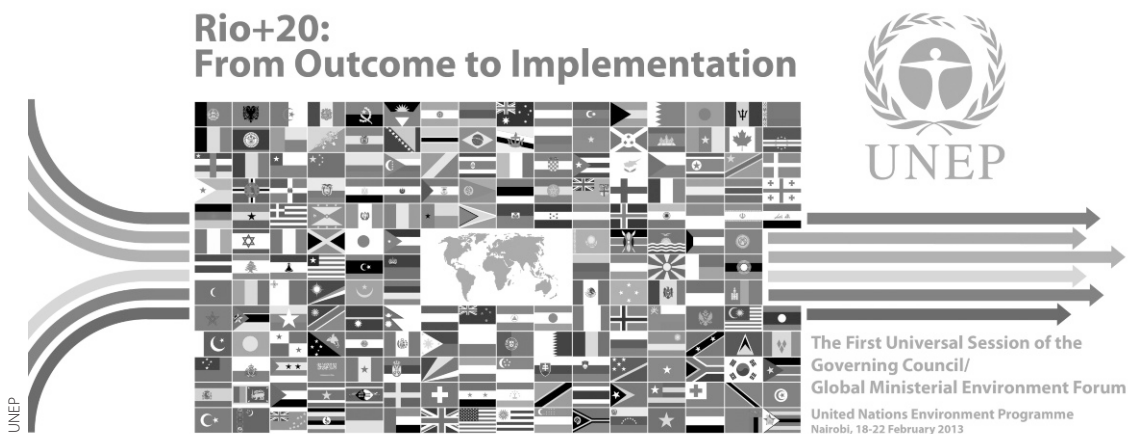 Rio+20:
From Outcome to Implementation
UNEP
The First Universal Session of the
Governing Council/
Global Ministerial Environment Forum
United Nations Environment Programme
Nairobi, 18-22 February 2013
UNEP